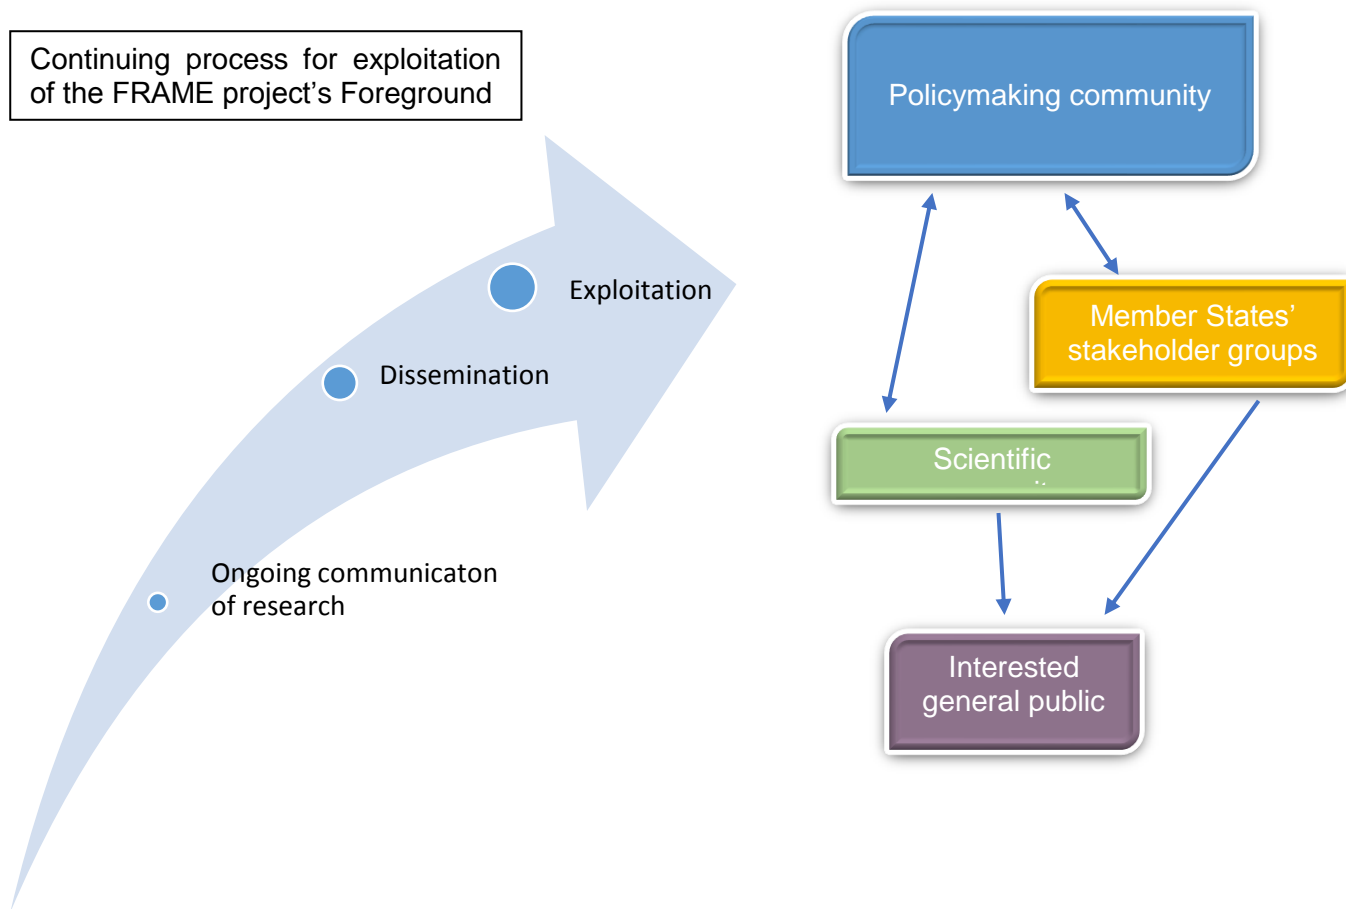 Continuing process for exploitation
of the FRAME project's Foreground
Policymaking community
Exploitation
Member States'
stakeholder groups
Dissemination
Scientific
Ongoing communicaton
of research
Interested
general public